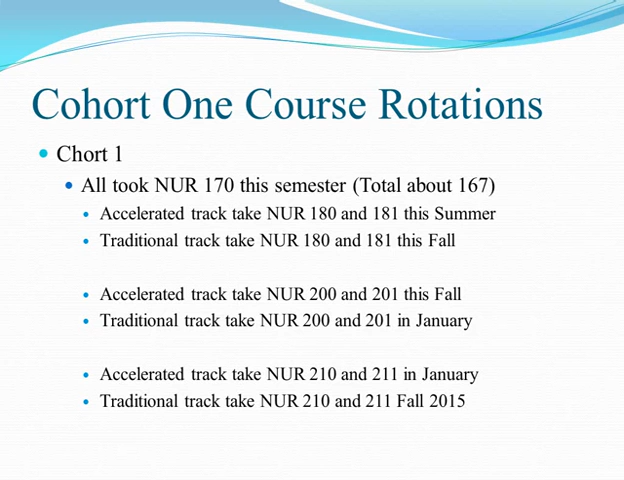 Cohort One Course Rotations
Chort 1
All took NUR 170 this semester (Total about 167)
Accelerated track take NUR 180 and 181 this Summer
Traditional track take NUR 180 and 181 this Fall
Accelerated track take NUR 200 and 201 this Fall
Traditional track take NUR 200 and 201 in January
Accelerated track take NUR 210 and 211 in January
Traditional track take NUR 210 and 211 Fall 2015